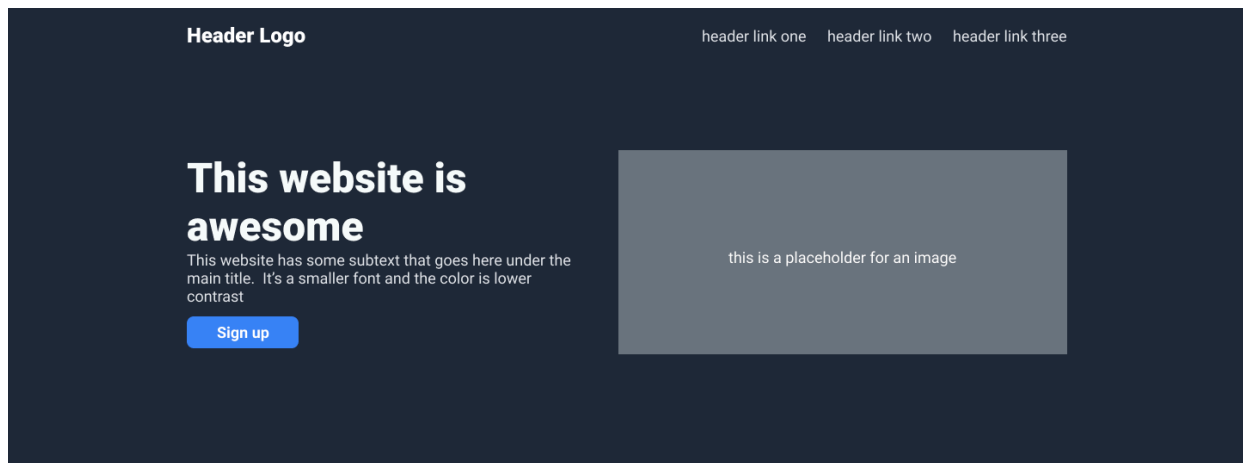 Header Logo
header link one header link two header link three
This website is
awesome
This website has some subtext that goes here under the
main title.  It’s a smaller font and the color is lower
contrast
Sign up
this is a placeholder for an image